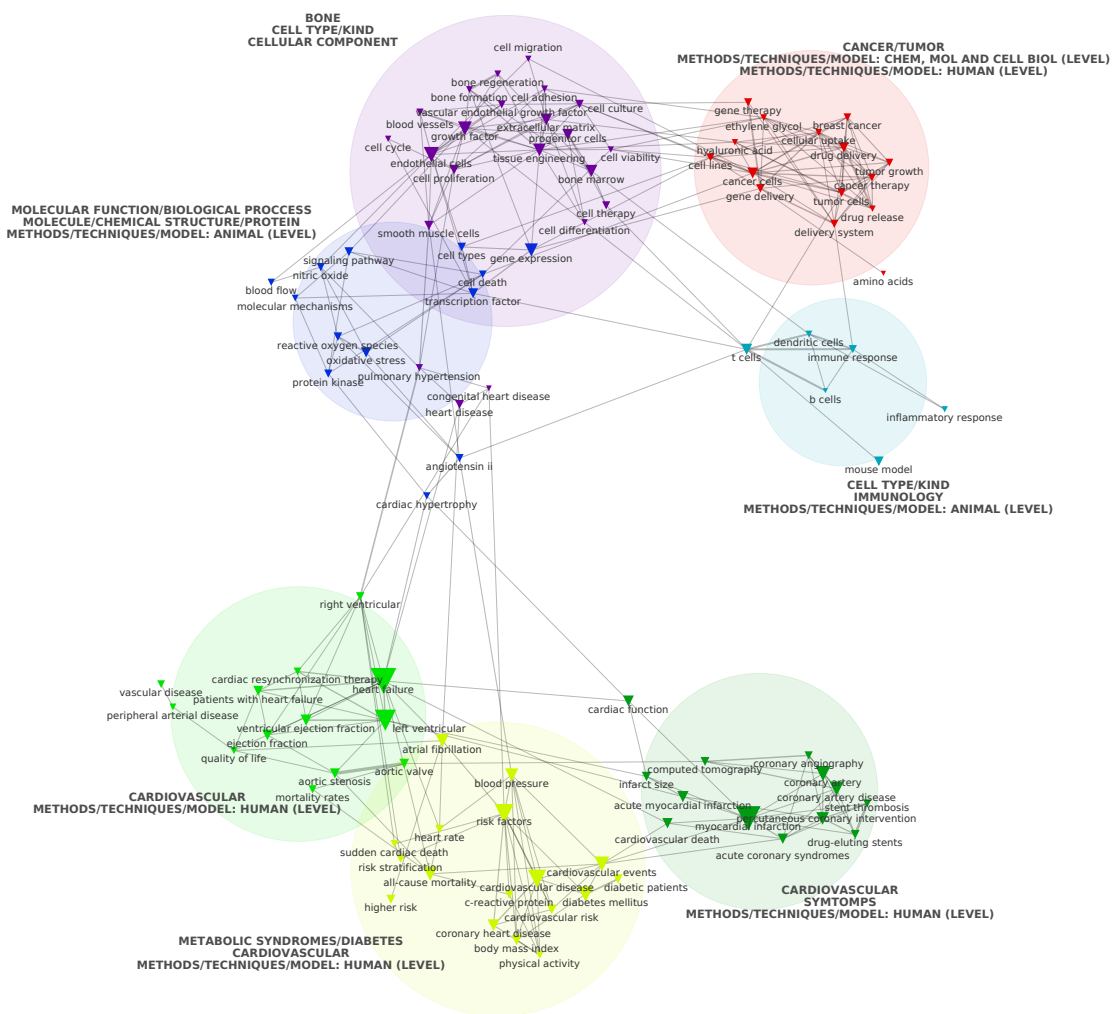 BONE
CELL TYPE/KIND
CELLULAR COMPONENT
CANCER/TUMOR
METHODS/TECHNIQUES/MODEL: CHEM, MOL AND CELL BIOL (LEVEL)
METHODS/TECHNIQUES/MODEL: HUMAN (LEVEL)
cell migration
bone regeneration
bone formation
cell adhesion
cell culture
vascular endothelial growth factor
blood vessels
extracellular matrix
growth factor
progenitor cells
cell cycle
endothelial cells
tissue engineering
cell viability
cell proliferation
bone marrow
cell therapy
smooth muscle cells
cell differentiation
gene therapy
ethylene glycol
breast cancer
cellular uptake
hyaluronic acid
drug delivery
cell lines
tumor growth
cancer cells
cancer therapy
gene delivery
tumor cells
drug release
delivery system
amino acids
MOLECULAR FUNCTION/BIOLOGICAL PROCCESS
MOLECULE/CHEMICAL STRUCTURE/PROTEIN
METHODS/TECHNIQUES/MODEL: ANIMAL (LEVEL)
cell types
gene expression
signaling pathway
nitric oxide
cell death
blood flow
transcription factor
molecular mechanisms
reactive oxygen species
oxidative stress
protein kinase
pulmonary hypertension
congenital heart disease
heart disease
angiotensin ii
cardiac hypertrophy
dendritic cells
t cells
immune response
b cells
inflammatory response
mouse model
CELL TYPE/KIND
IMMUNOLOGY
METHODS/TECHNIQUES/MODEL: ANIMAL (LEVEL)
right ventricular
cardiac resynchronization therapy
heart failure
vascular disease
patients with heart failure
peripheral arterial disease
ventricular ejection fraction
left ventricular
ejection fraction
atrial fibrillation
quality of life
aortic stenosis
aortic valve
mortality rates
CARDIOVASCULAR
METHODS/TECHNIQUES/MODEL: HUMAN (LEVEL)
cardiac function
computed tomography
coronary angiography
infarct size
coronary artery
coronary artery disease
acute myocardial infarction
stent thrombosis
percutaneous coronary intervention
myocardial infarction
cardiovascular death
drug-eluting stents
acute coronary syndromes
CARDIOVASCULAR
SYMTOMPS
METHODS/TECHNIQUES/MODEL: HUMAN (LEVEL)
blood pressure
risk factors
heart rate
sudden cardiac death
risk stratification
all-cause mortality
higher risk
cardiovascular events
cardiovascular disease
diabetic patients
c-reactive protein
diabetes mellitus
cardiovascular risk
coronary heart disease
body mass index
physical activity
METABOLIC SYNDROMES/DIABETES
CARDIOVASCULAR
METHODS/TECHNIQUES/MODEL: HUMAN (LEVEL)